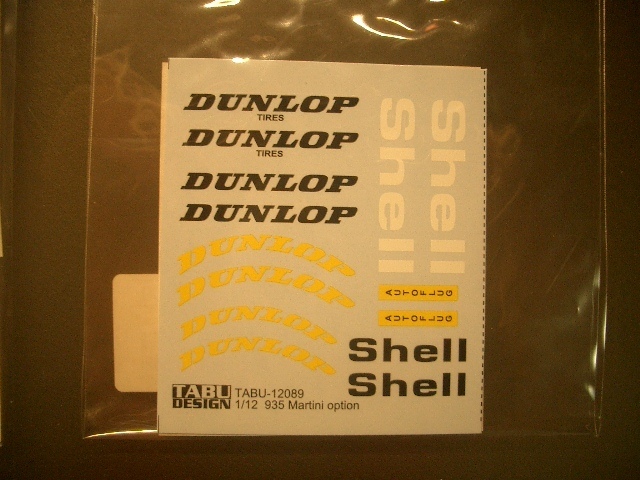 DUNLOP
TIRES
DUNLOP
TIRES
DUNLOP
DUNLOP
DUNLOP
DUNLOP
DUNLOP
DUNLOP
Shell
Shell
AUTOFLUG
AUTOFLUG
Shell
Shell
TABU DESIGN
TABU-12089
1/12 935 Martini option